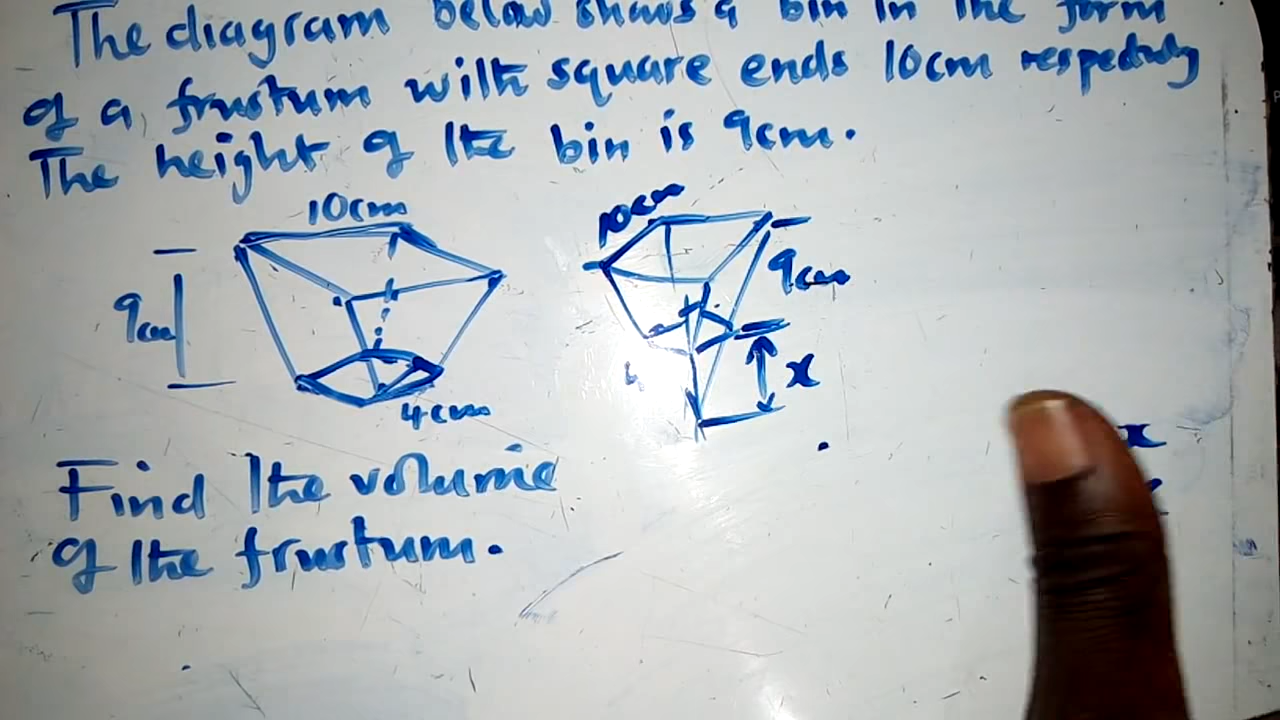 The diagram below shows a bin in the form
of a frustum with square ends 10cm respectively
The height of the bin is 9cm.
10cm
9cm
4cm
10cm
9cm
x
4
x
Find the volume
of the frustum.